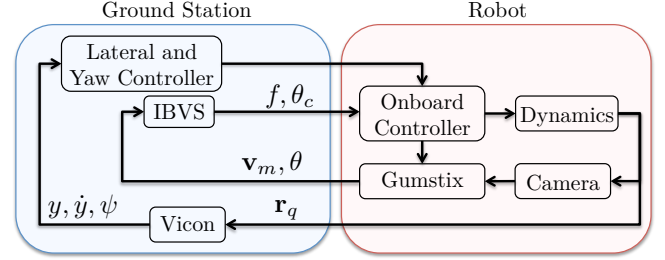 Ground Station
Robot
Lateral and
Yaw Controller
IBVS
f, θ_c
Onboard
Controller
Dynamics
v_m, θ
Gumstix
Camera
y, ẏ, ψ
Vicon
r_q